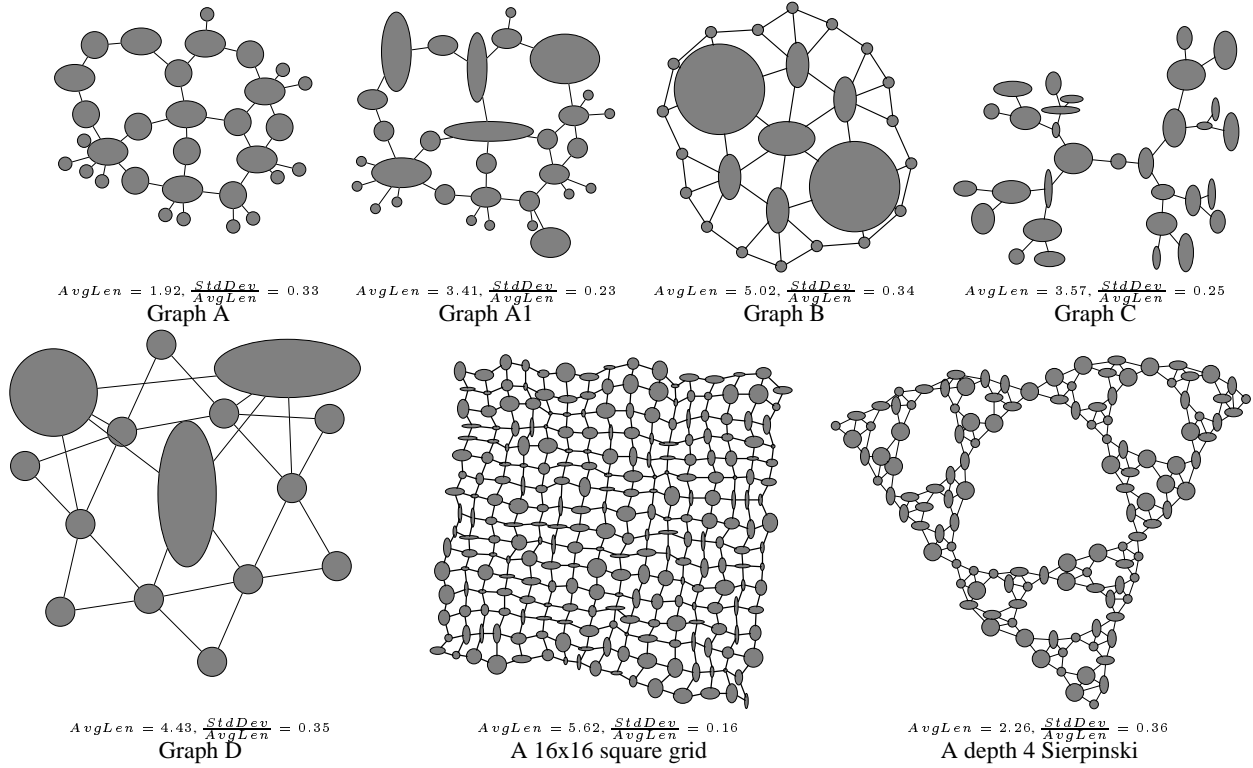 AvgLen = 1.92, StdDev/AvgLen = 0.33
Graph A
AvgLen = 3.41, StdDev/AvgLen = 0.23
Graph A1
AvgLen = 5.02, StdDev/AvgLen = 0.34
Graph B
AvgLen = 3.57, StdDev/AvgLen = 0.25
Graph C
AvgLen = 4.43, StdDev/AvgLen = 0.35
Graph D
AvgLen = 5.62, StdDev/AvgLen = 0.16
A 16x16 square grid
AvgLen = 2.26, StdDev/AvgLen = 0.36
A depth 4 Sierpinski